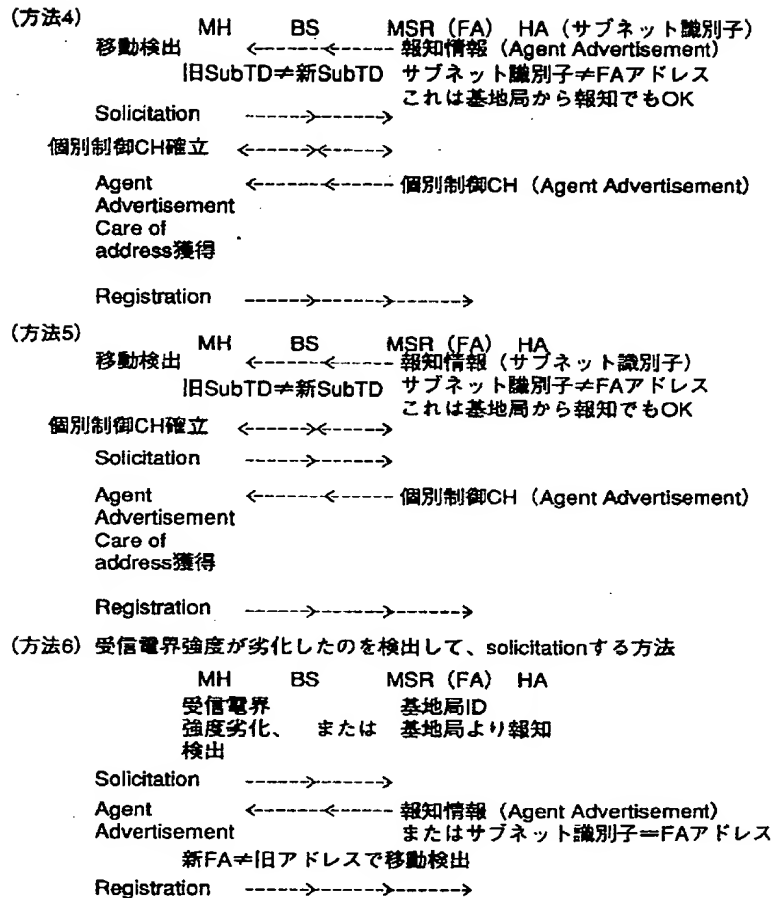 (方法4)
MH BS MSR (FA) HA (サブネット識別子)
移動検出 <------<------ 報知情報 (Agent Advertisement)
旧SubTD≠新SubTD サブネット識別子≠FAアドレス
これは基地局から報知でもOK
Solicitation ------>------>
個別制御CH確立 <-----><----->
Agent <------<------ 個別制御CH (Agent Advertisement)
Advertisement
Care of
address獲得
Registration ------>------>------>
(方法5)
MH BS MSR (FA) HA
移動検出 <------<------ 報知情報 (サブネット識別子)
旧SubTD≠新SubTD サブネット識別子≠FAアドレス
これは基地局から報知でもOK
個別制御CH確立 <-----><----->
Solicitation ------>------>
Agent <------<------ 個別制御CH (Agent Advertisement)
Advertisement
Care of
address獲得
Registration ------>------>------>
(方法6) 受信電界強度が劣化したのを検出して、solicitationする方法
MH BS MSR (FA) HA
受信電界 基地局ID
強度劣化、 または 基地局より報知
検出
Solicitation ------>------>
Agent <------<------ 報知情報 (Agent Advertisement)
Advertisement またはサブネット識別子=FAアドレス
新FA≠旧アドレスで移動検出
Registration ------>------>------>